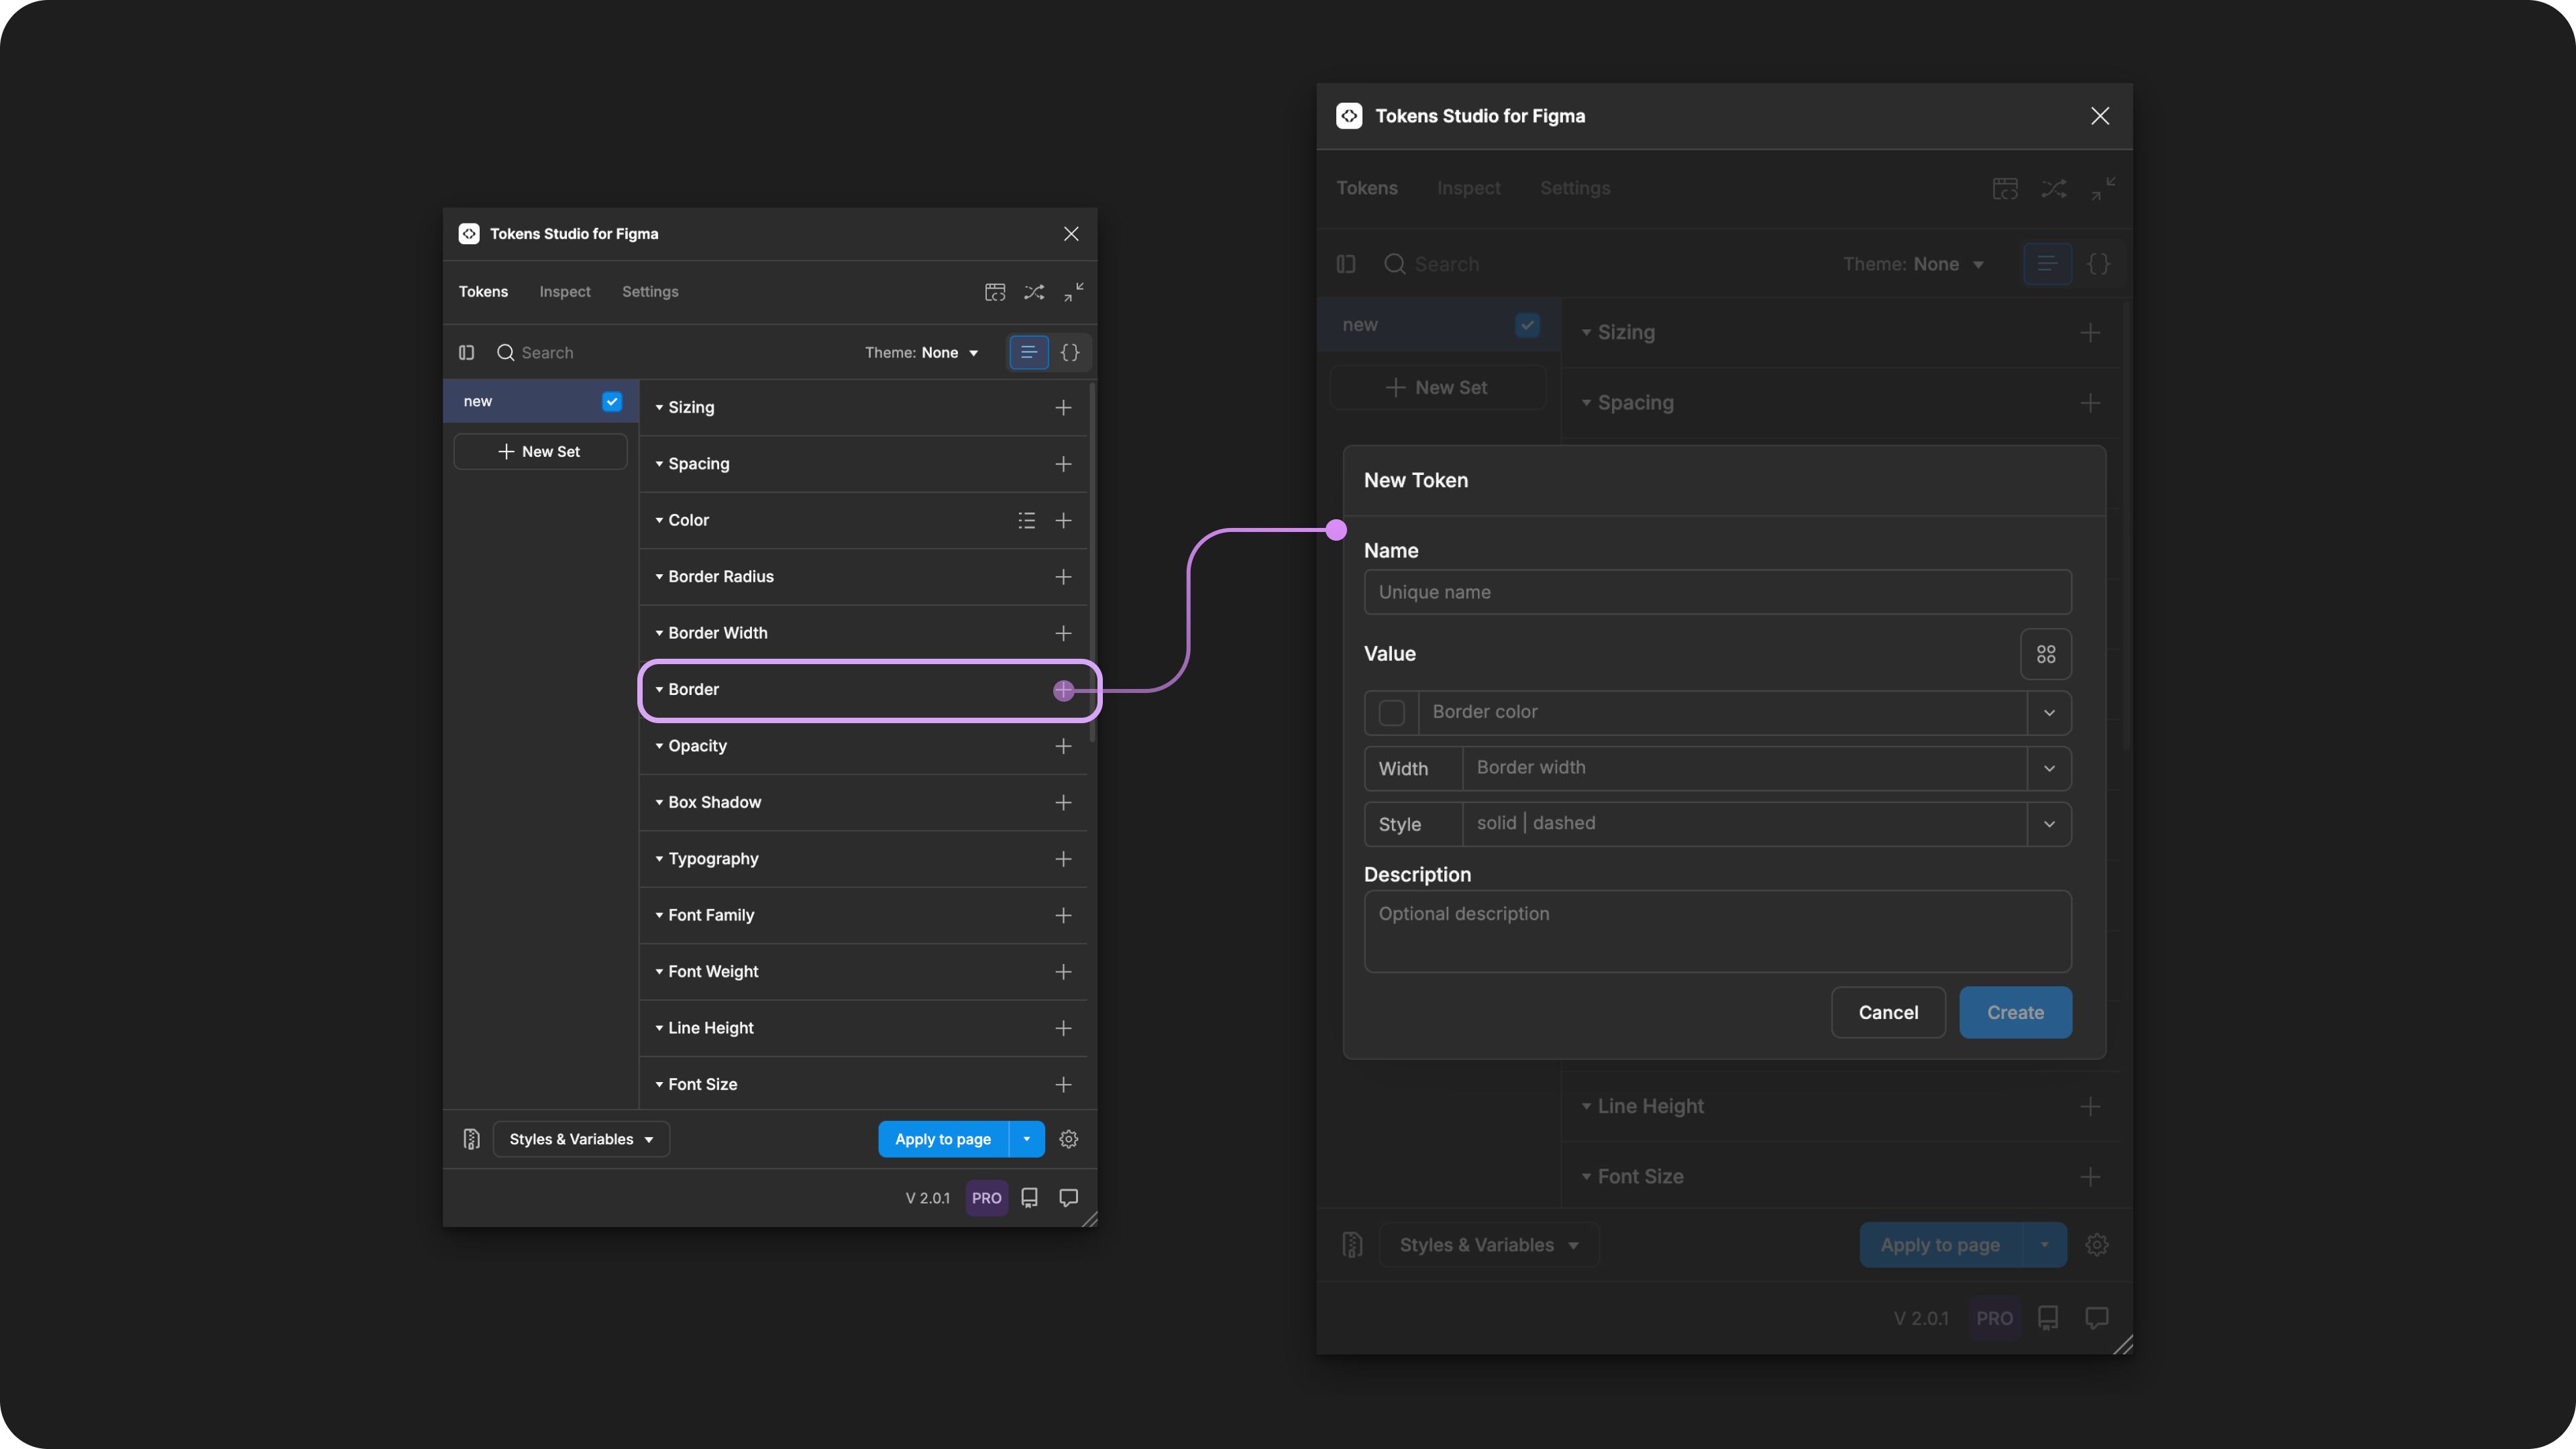 Tokens Studio for Figma
Tokens Inspect Settings
Search Theme: None
new
New Set
Sizing
Spacing
Color
Border Radius
Border Width
Border
Opacity
Box Shadow
Typography
Font Family
Font Weight
Line Height
Font Size
Styles & Variables Apply to page
V 2.0.1 PRO
Tokens Studio for Figma
Tokens Inspect Settings
Search Theme: None
new
New Set
Sizing
Spacing
New Token
Name
Unique name
Value
Border color
Width Border width
Style solid | dashed
Description
Optional description
Cancel Create
Line Height
Font Size
Styles & Variables Apply to page
V 2.0.1 PRO